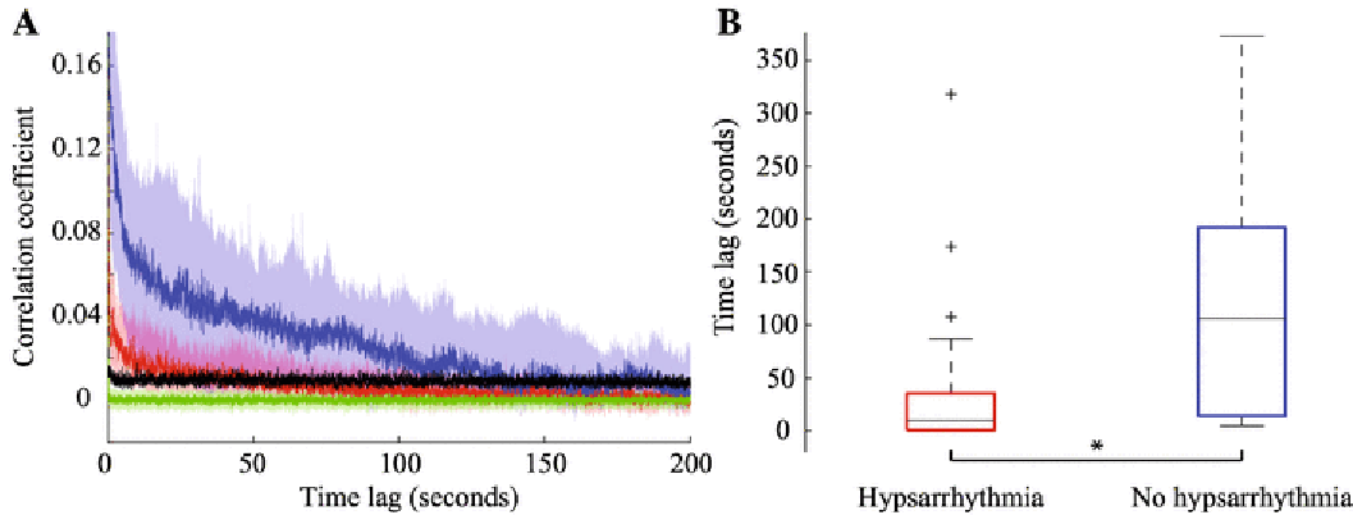 A
Correlation coefficient
0.16
0.12
0.08
0.04
0
0 50 100 150 200
Time lag (seconds)
B
Time lag (seconds)
350
300
250
200
150
100
50
0
*
Hypsarrhythmia No hypsarrhythmia